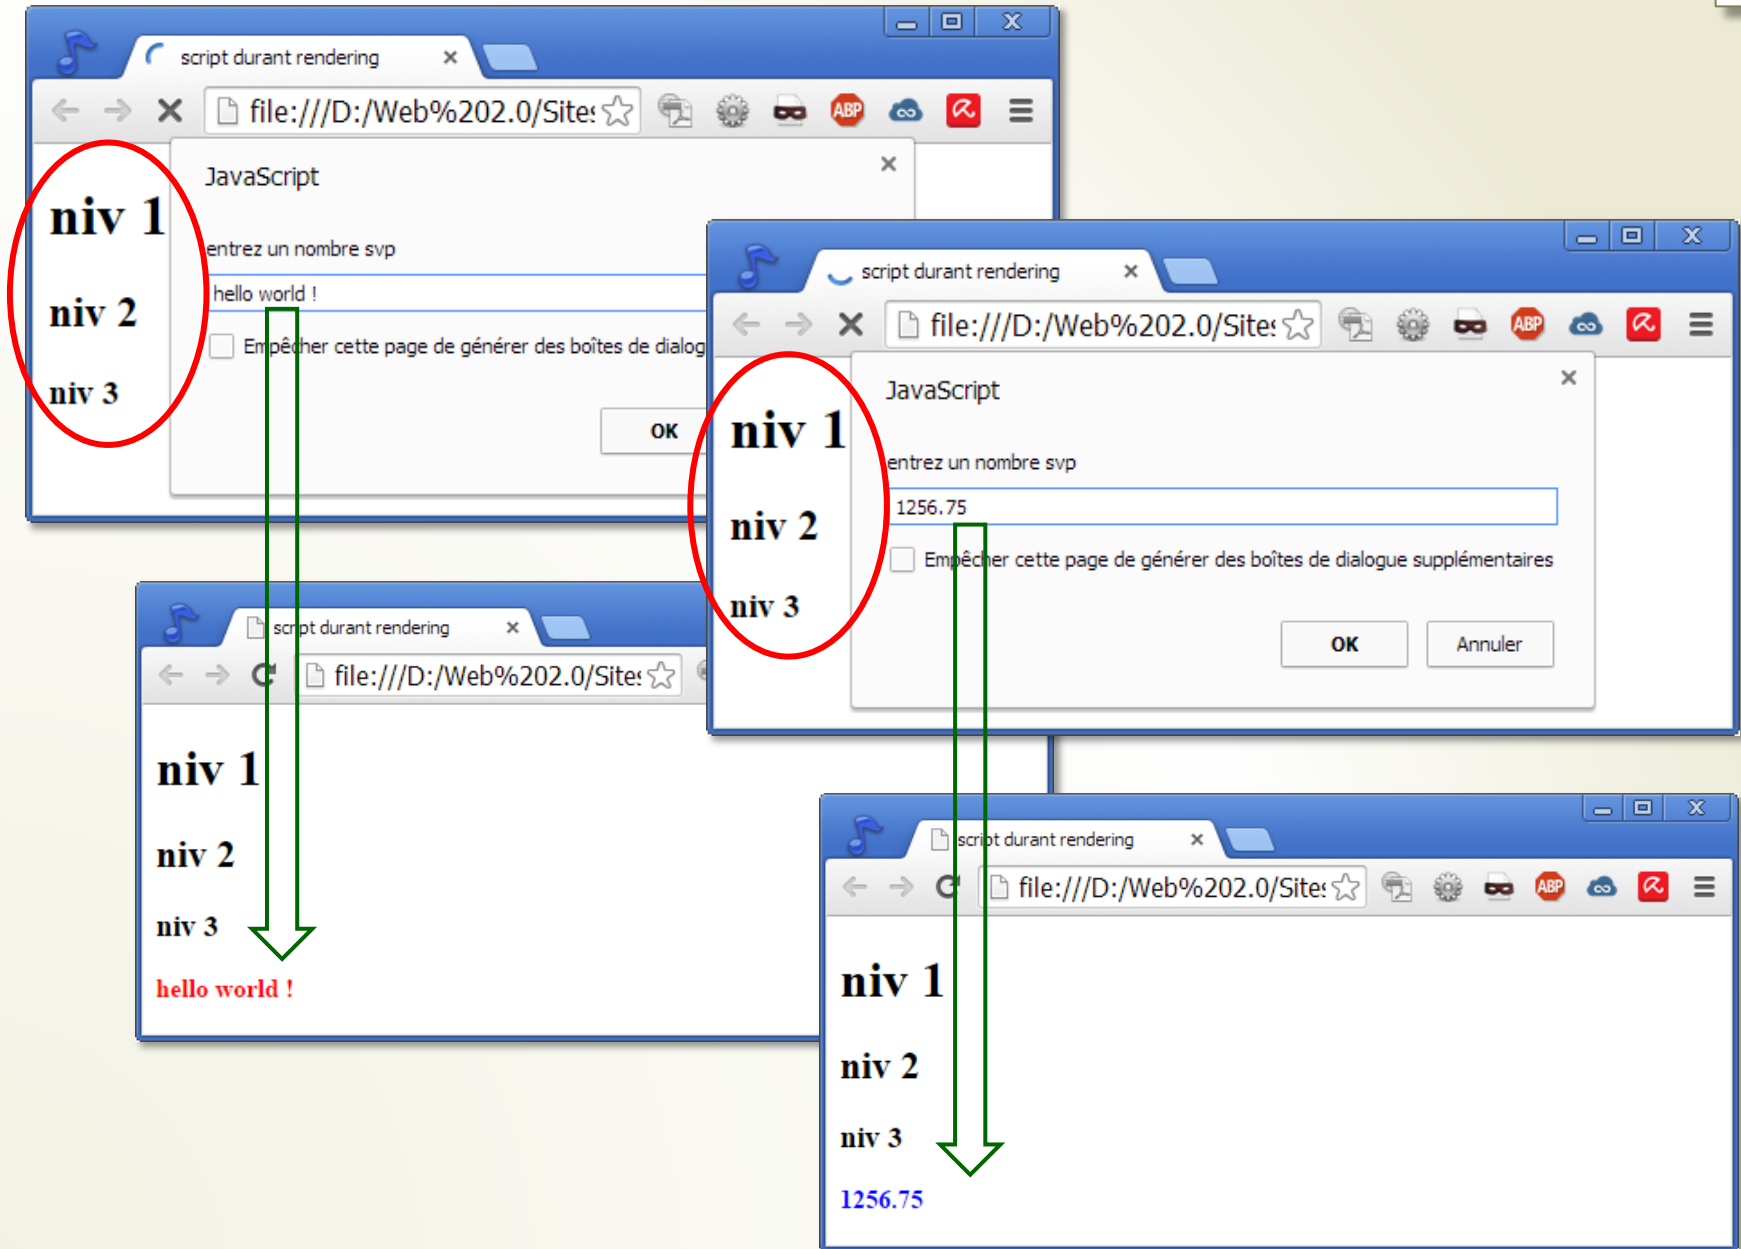 script durant rendering
file:///D:/Web%202.0/Sites
ABP
JavaScript
niv 1
entrez un nombre svp
hello world !
niv 2
Empêcher cette page de générer des boîtes de dialog
niv 3
OK
script durant rendering
file:///D:/Web%202.0/Sites
ABP
JavaScript
niv 1
entrez un nombre svp
1256.75
niv 2
Empêcher cette page de générer des boîtes de dialogue supplémentaires
niv 3
OK
Annuler
script durant rendering
file:///D:/Web%202.0/Sites
niv 1
niv 2
niv 3
hello world !
script durant rendering
file:///D:/Web%202.0/Sites
ABP
niv 1
niv 2
niv 3
1256.75